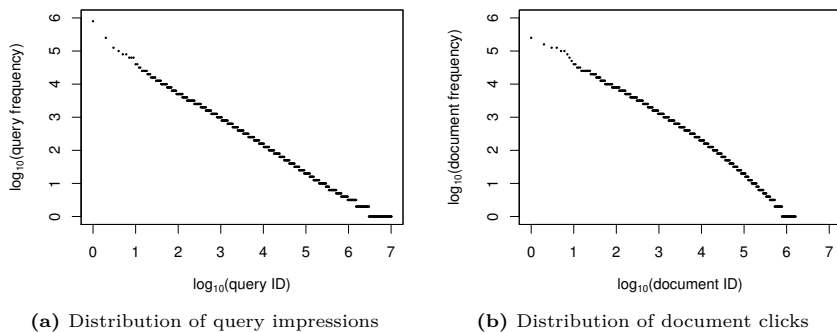 log10(query frequency)
6
5
4
3
2
1
0
0 1 2 3 4 5 6 7
log10(query ID)
(a) Distribution of query impressions
log10(document frequency)
6
5
4
3
2
1
0
0 1 2 3 4 5 6 7
log10(document ID)
(b) Distribution of document clicks